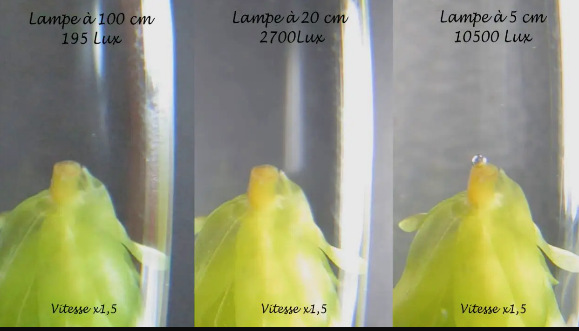 Lampe à 100 cm
195 Lux
Lampe à 20 cm
2700Lux
Lampe à 5 cm
10500 Lux
Vitesse x1,5
Vitesse x1,5
Vitesse x1,5